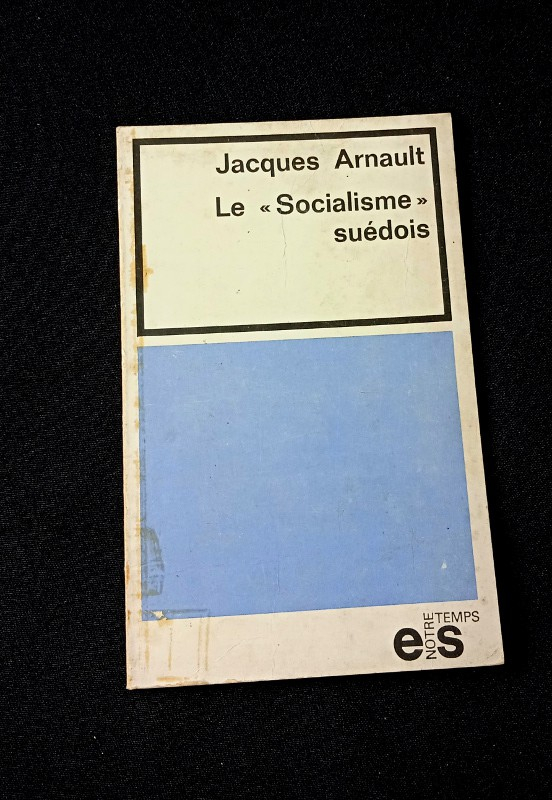 Jacques Arnault
Le « Socialisme »
suédois
NOTRE TEMPS
es